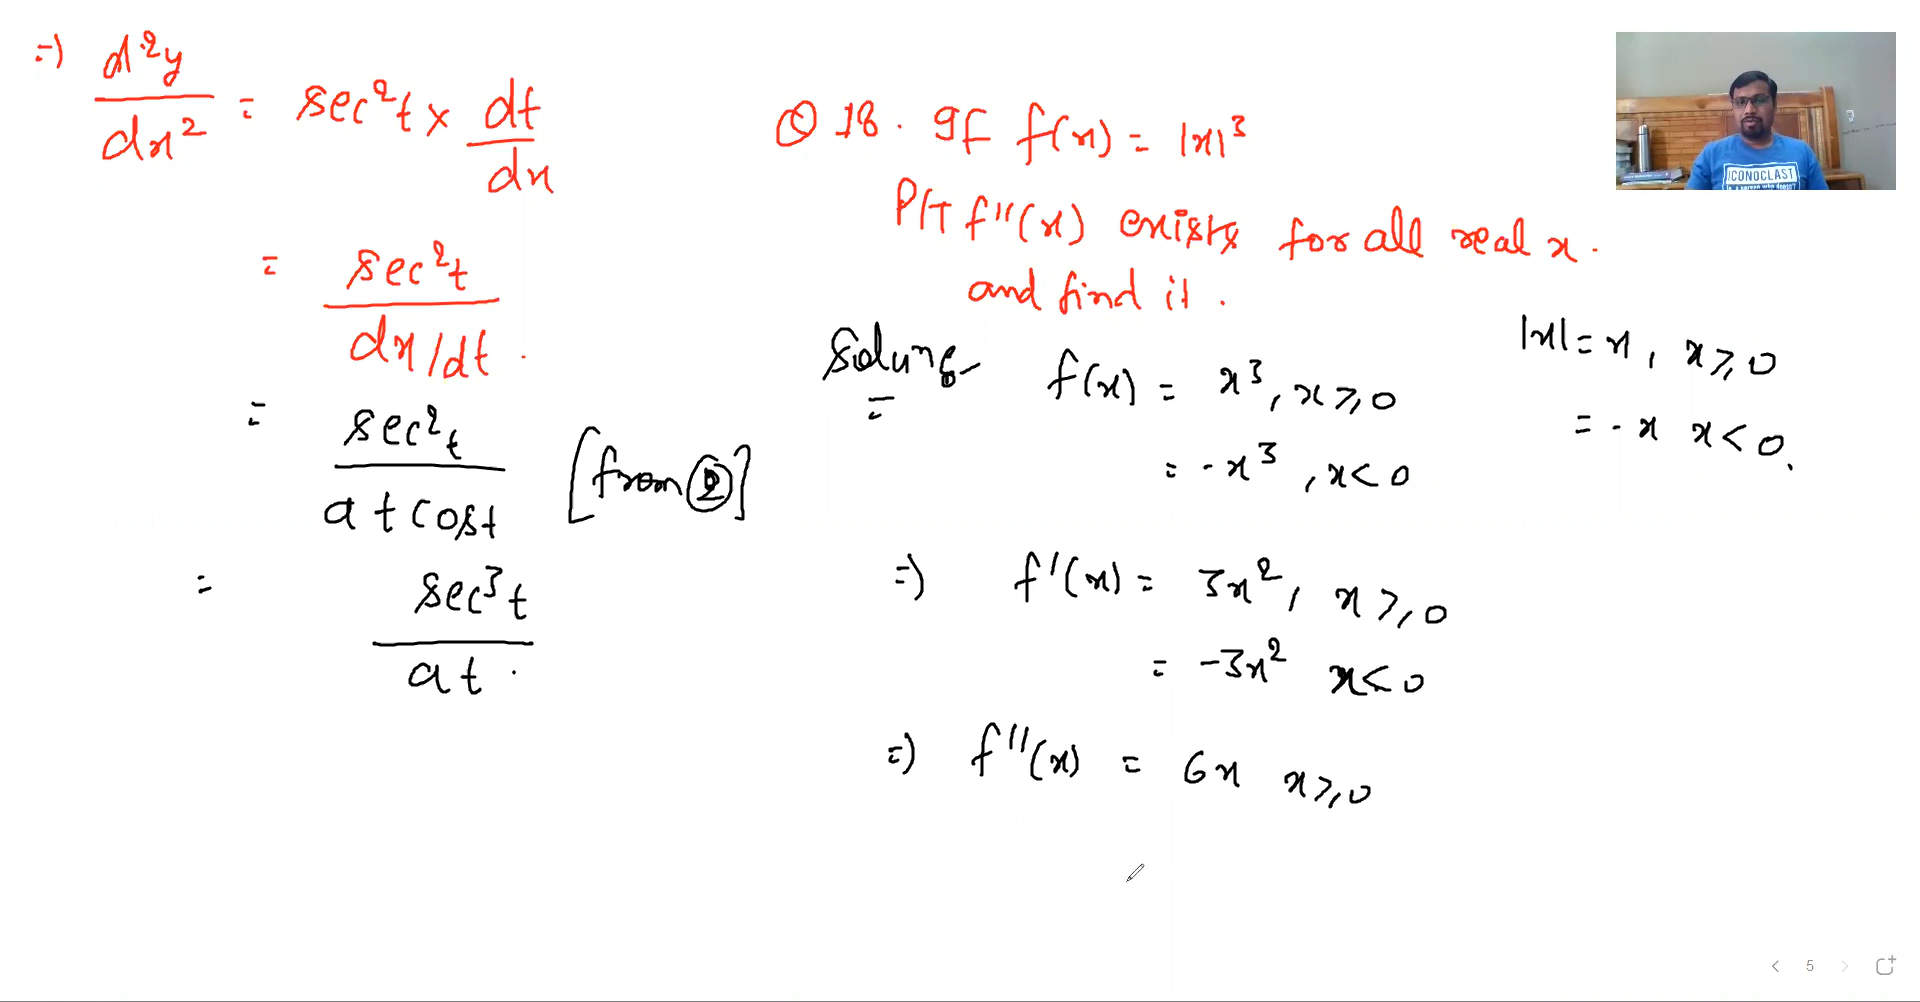 =) d²y/dx² = sec²t × dt/dx
= sec²t / dx/dt .
= sec²t / at cost [from ②]
= sec³t / at .
Q 18. If f(x) = |x|³
P/T f''(x) exists for all real x.
and find it.
f(x) = x³, x ≥ 0
= -x³, x < 0
|x| = x, x ≥ 0
= -x x < 0.
=) f'(x) = 3x², x ≥ 0
= -3x² x < 0
=) f''(x) = 6x x ≥ 0
ICONOCLAST
5